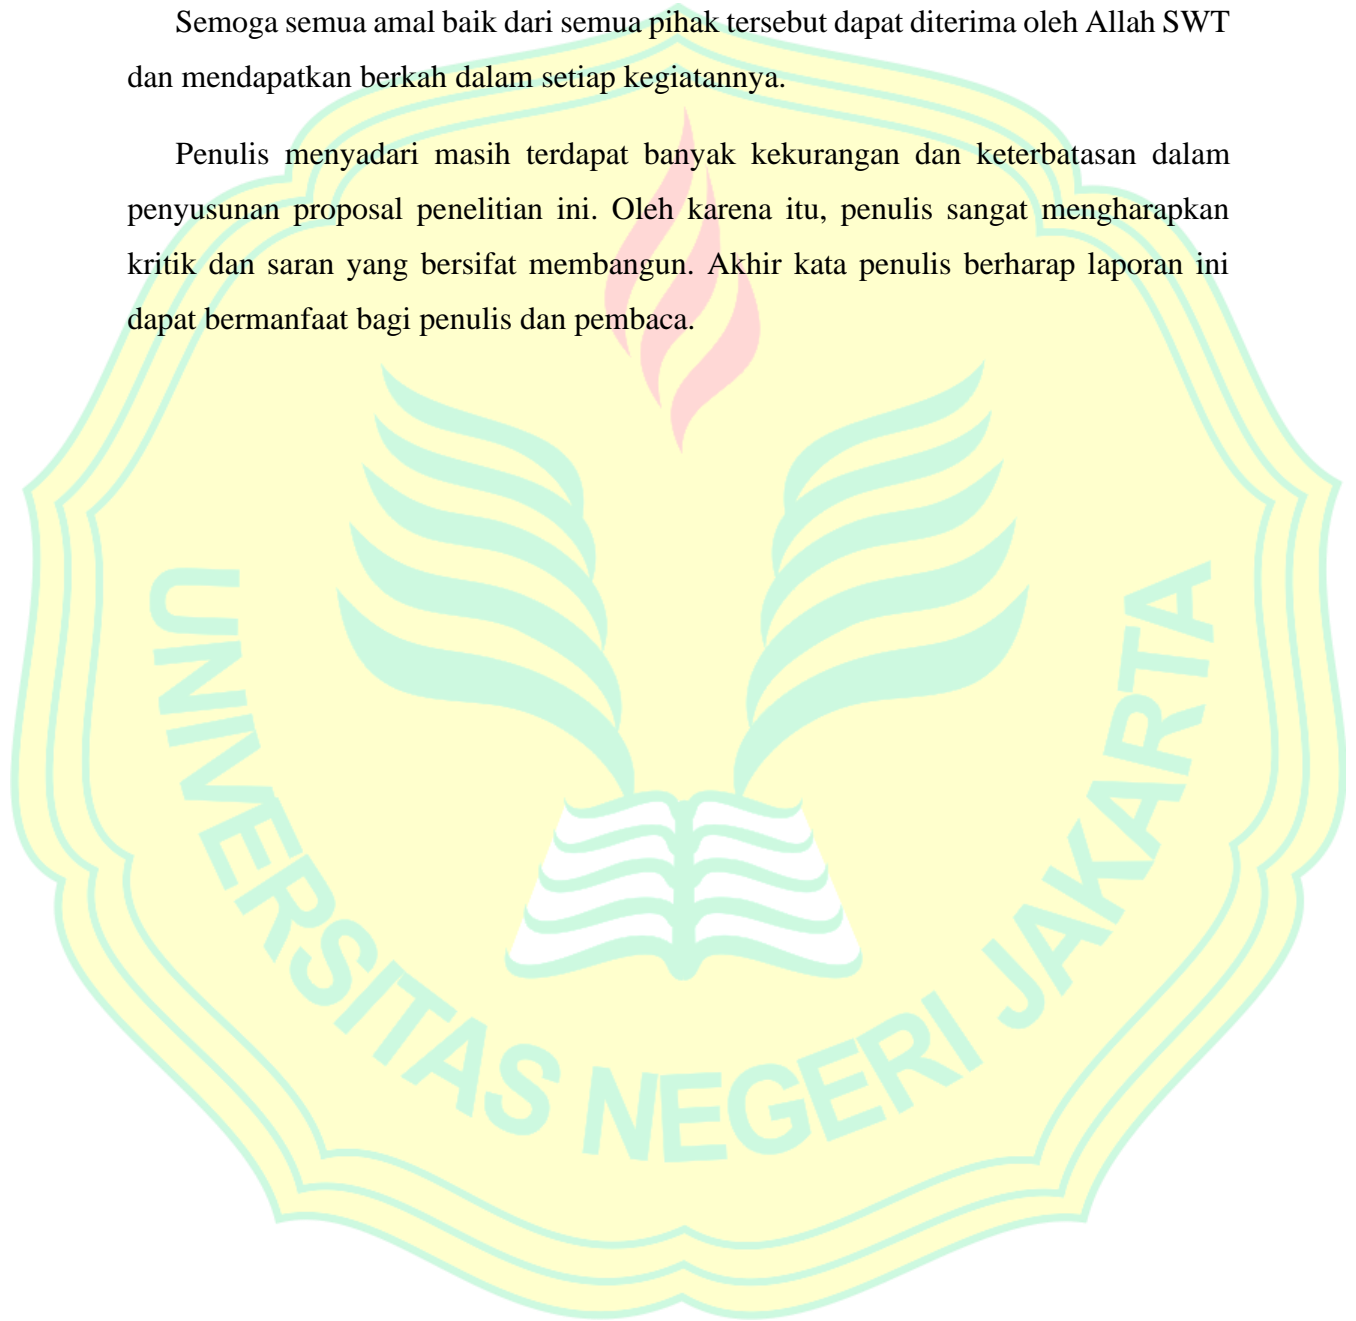 Semoga semua amal baik dari semua pihak tersebut dapat diterima oleh Allah SWT
dan mendapatkan berkah dalam setiap kegiatannya.
Penulis menyadari masih terdapat banyak kekurangan dan keterbatasan dalam
penyusunan proposal penelitian ini. Oleh karena itu, penulis sangat mengharapkan
kritik dan saran yang bersifat membangun. Akhir kata penulis berharap laporan ini
dapat bermanfaat bagi penulis dan pembaca.
UNIVERSITAS NEGERI JAKARTA